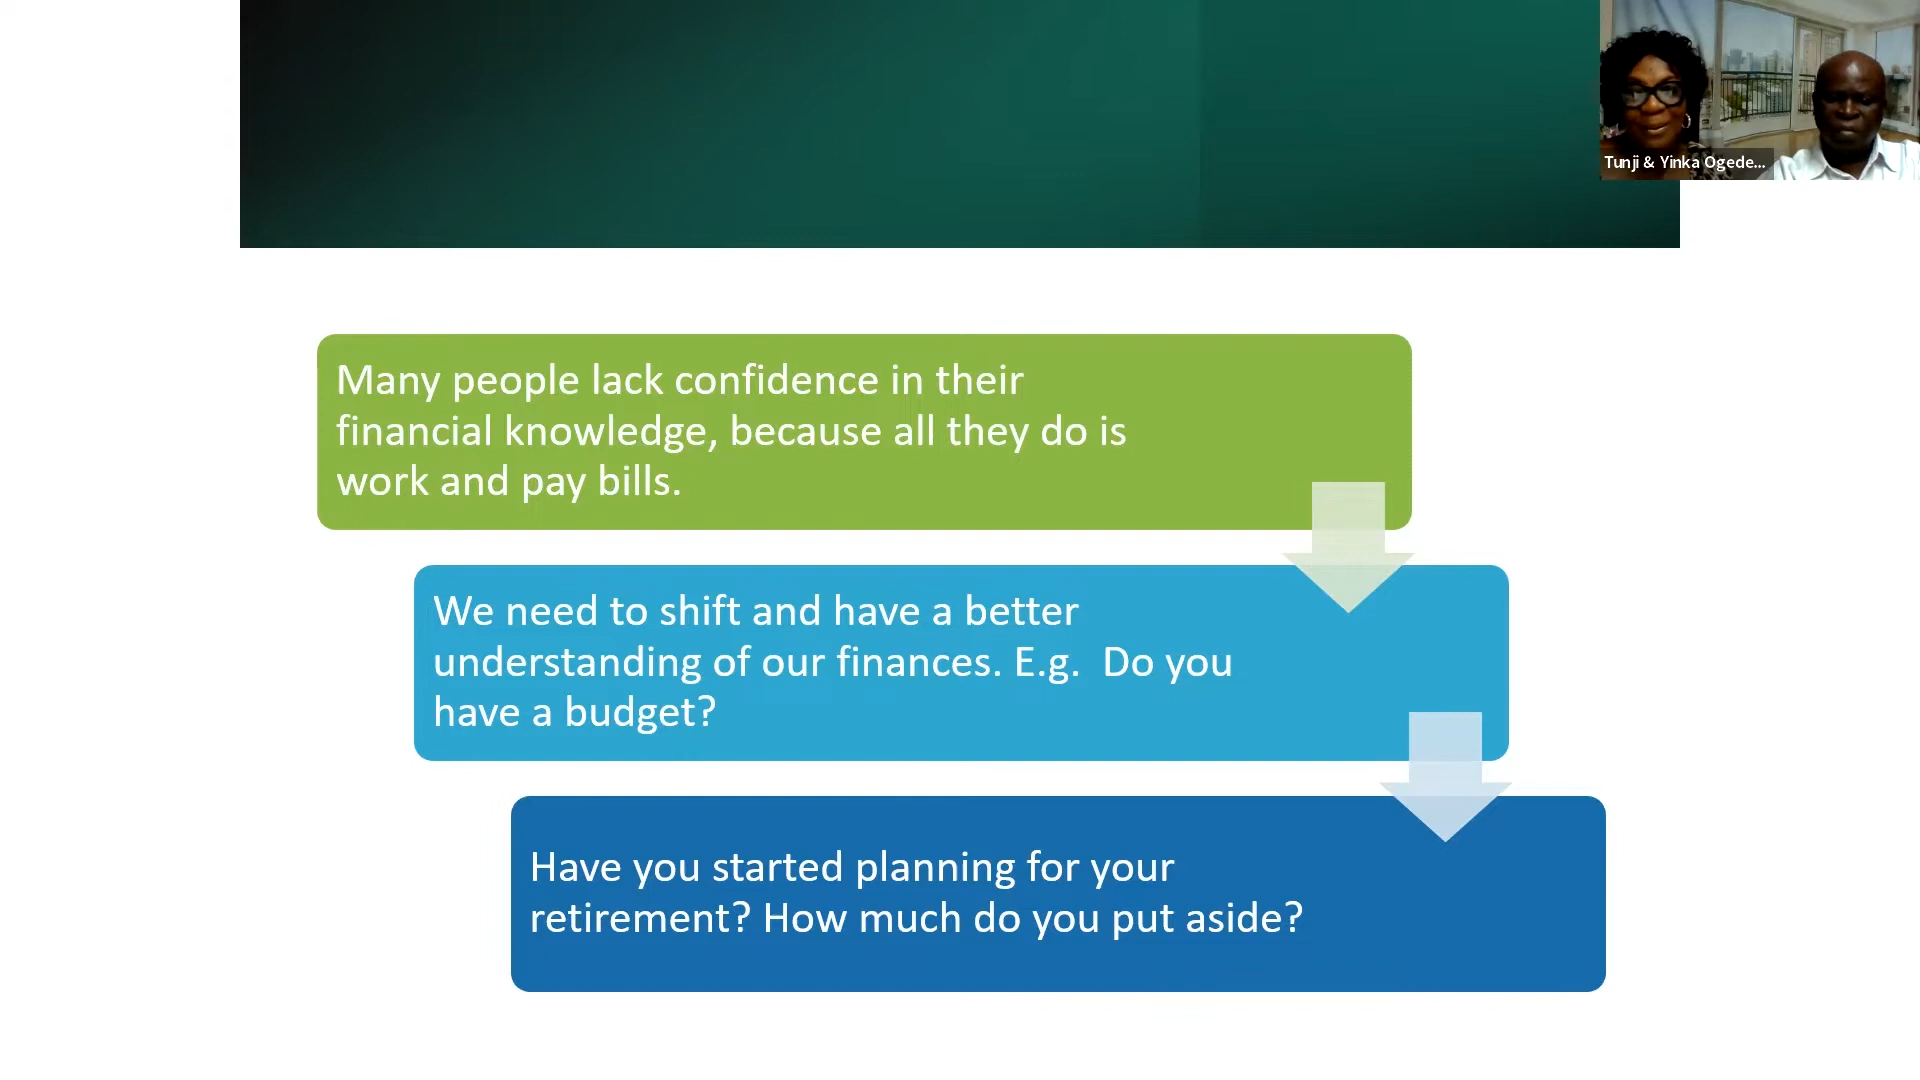 Tunji & Yinka Ogede...
Many people lack confidence in their
financial knowledge, because all they do is
work and pay bills.
We need to shift and have a better
understanding of our finances. E.g.  Do you
have a budget?
Have you started planning for your
retirement? How much do you put aside?